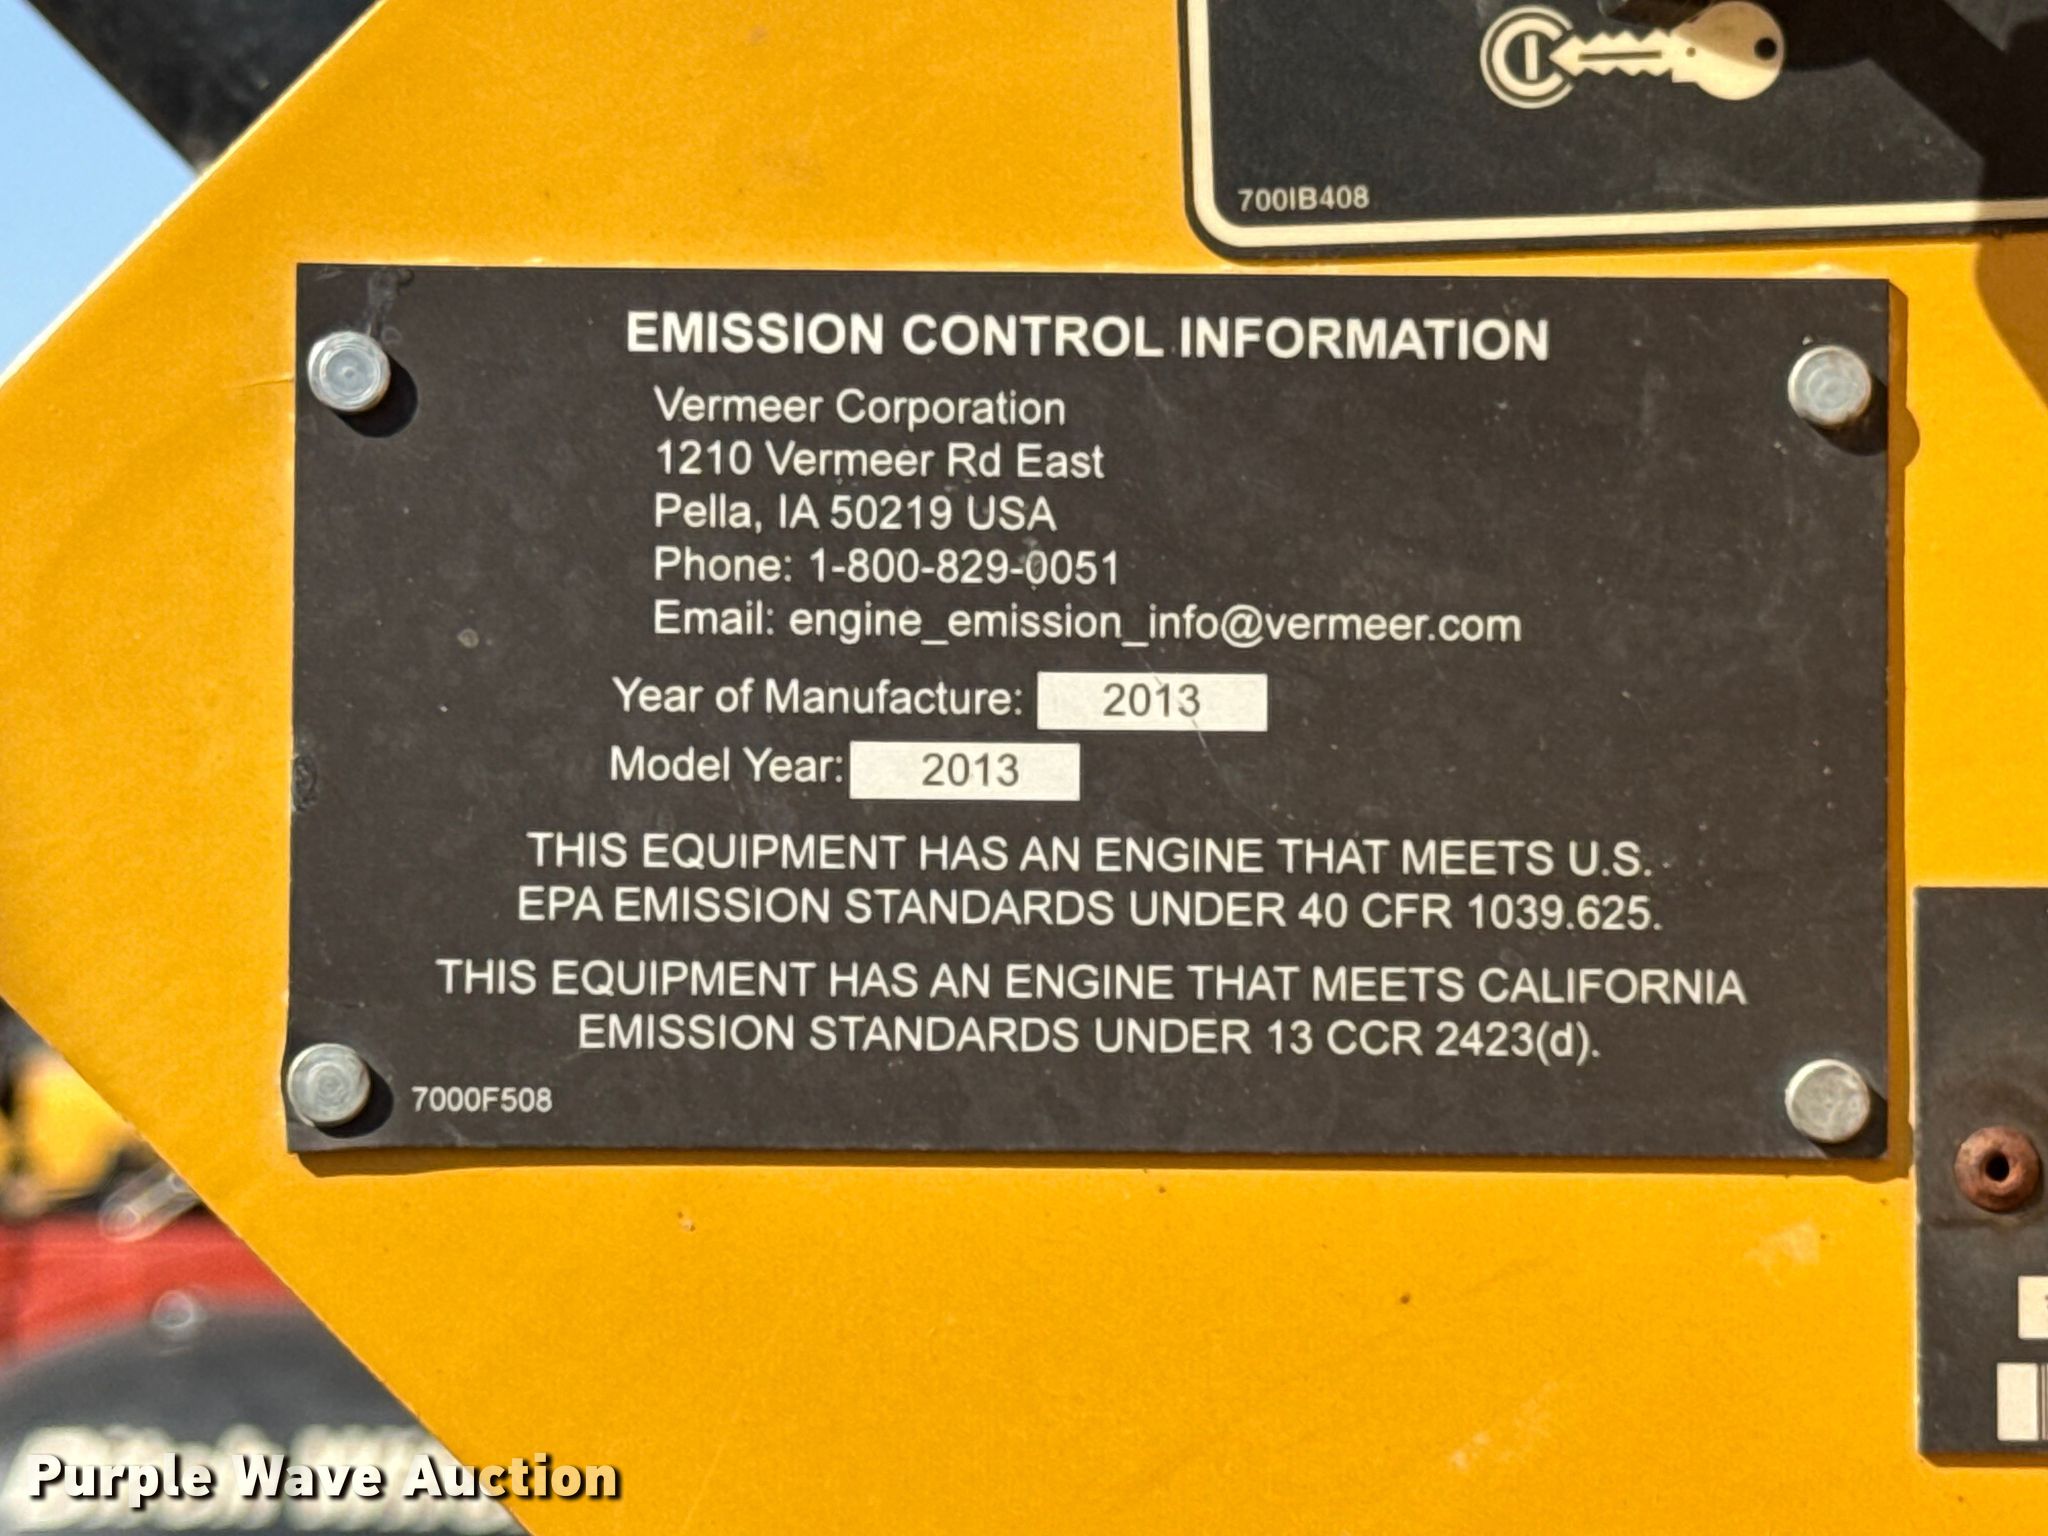 700IB408
EMISSION CONTROL INFORMATION
Vermeer Corporation
1210 Vermeer Rd East
Pella, IA 50219 USA
Phone: 1-800-829-0051
Email: engine_emission_info@vermeer.com
Year of Manufacture: 2013
Model Year: 2013
THIS EQUIPMENT HAS AN ENGINE THAT MEETS U.S.
EPA EMISSION STANDARDS UNDER 40 CFR 1039.625.
THIS EQUIPMENT HAS AN ENGINE THAT MEETS CALIFORNIA
EMISSION STANDARDS UNDER 13 CCR 2423(d).
7000F508
Purple Wave Auction